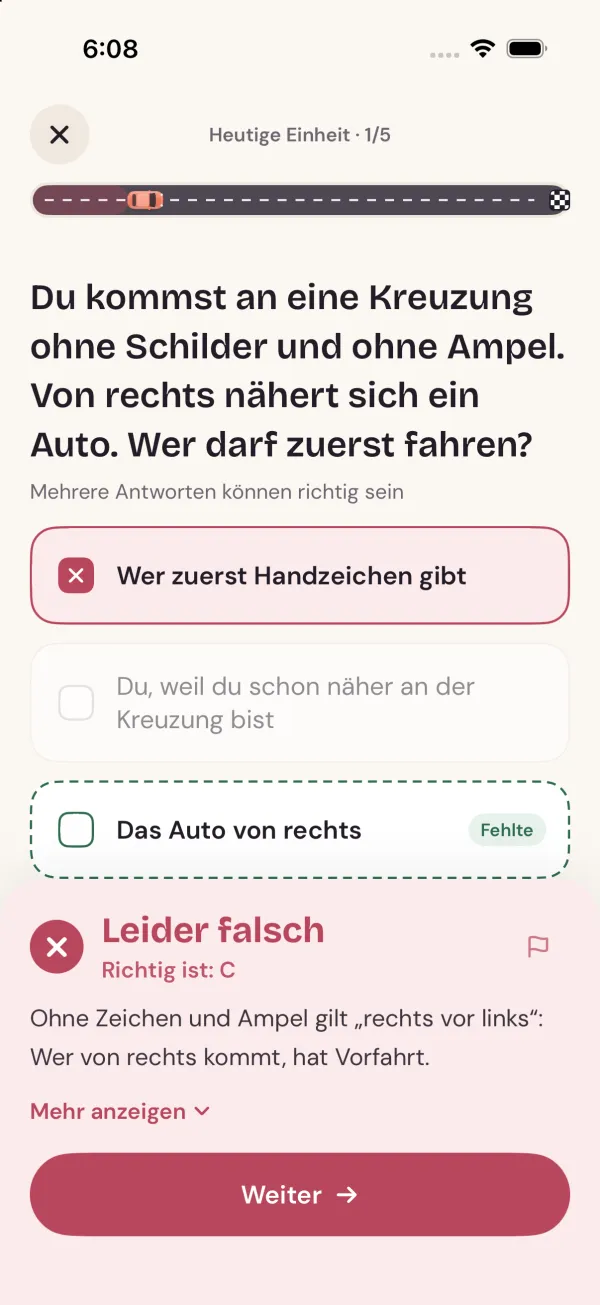 6:08
Heutige Einheit · 1/5
Du kommst an eine Kreuzung
ohne Schilder und ohne Ampel.
Von rechts nähert sich ein
Auto. Wer darf zuerst fahren?
Mehrere Antworten können richtig sein
Wer zuerst Handzeichen gibt
Du, weil du schon näher an der
Kreuzung bist
Das Auto von rechts
Fehlte
Leider falsch
Richtig ist: C
Ohne Zeichen und Ampel gilt „rechts vor links“:
Wer von rechts kommt, hat Vorfahrt.
Mehr anzeigen
Weiter →